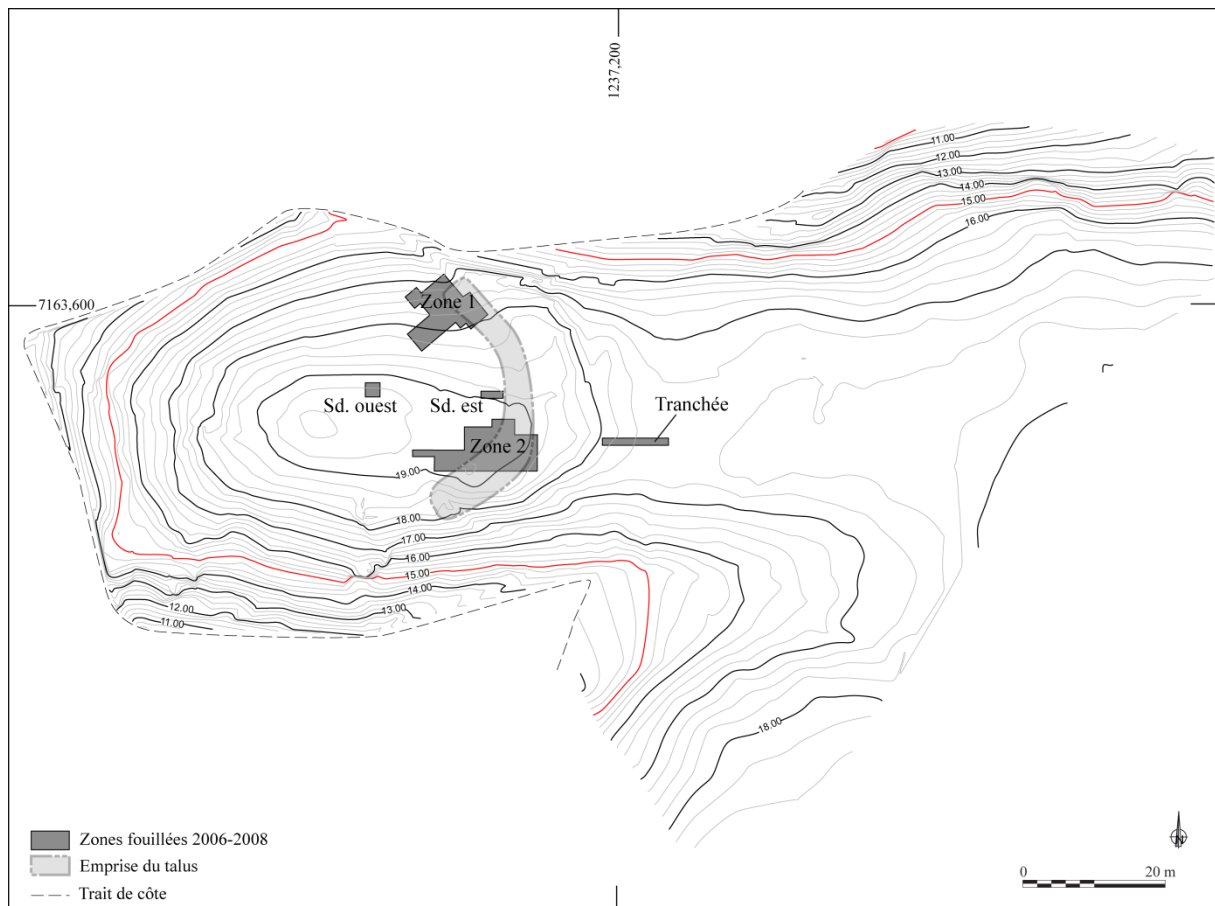 1237,200
11.00
12.00
13.00
14.00
15.00
16.00
7163,600
Zone 1
Sd. ouest
Sd. est
Tranchée
Zone 2
19.00
18.00
17.00
16.00
15.00
14.00
13.00
12.00
11.00
18.00
Zones fouillées 2006-2008
Emprise du talus
Trait de côte
N
0
20 m